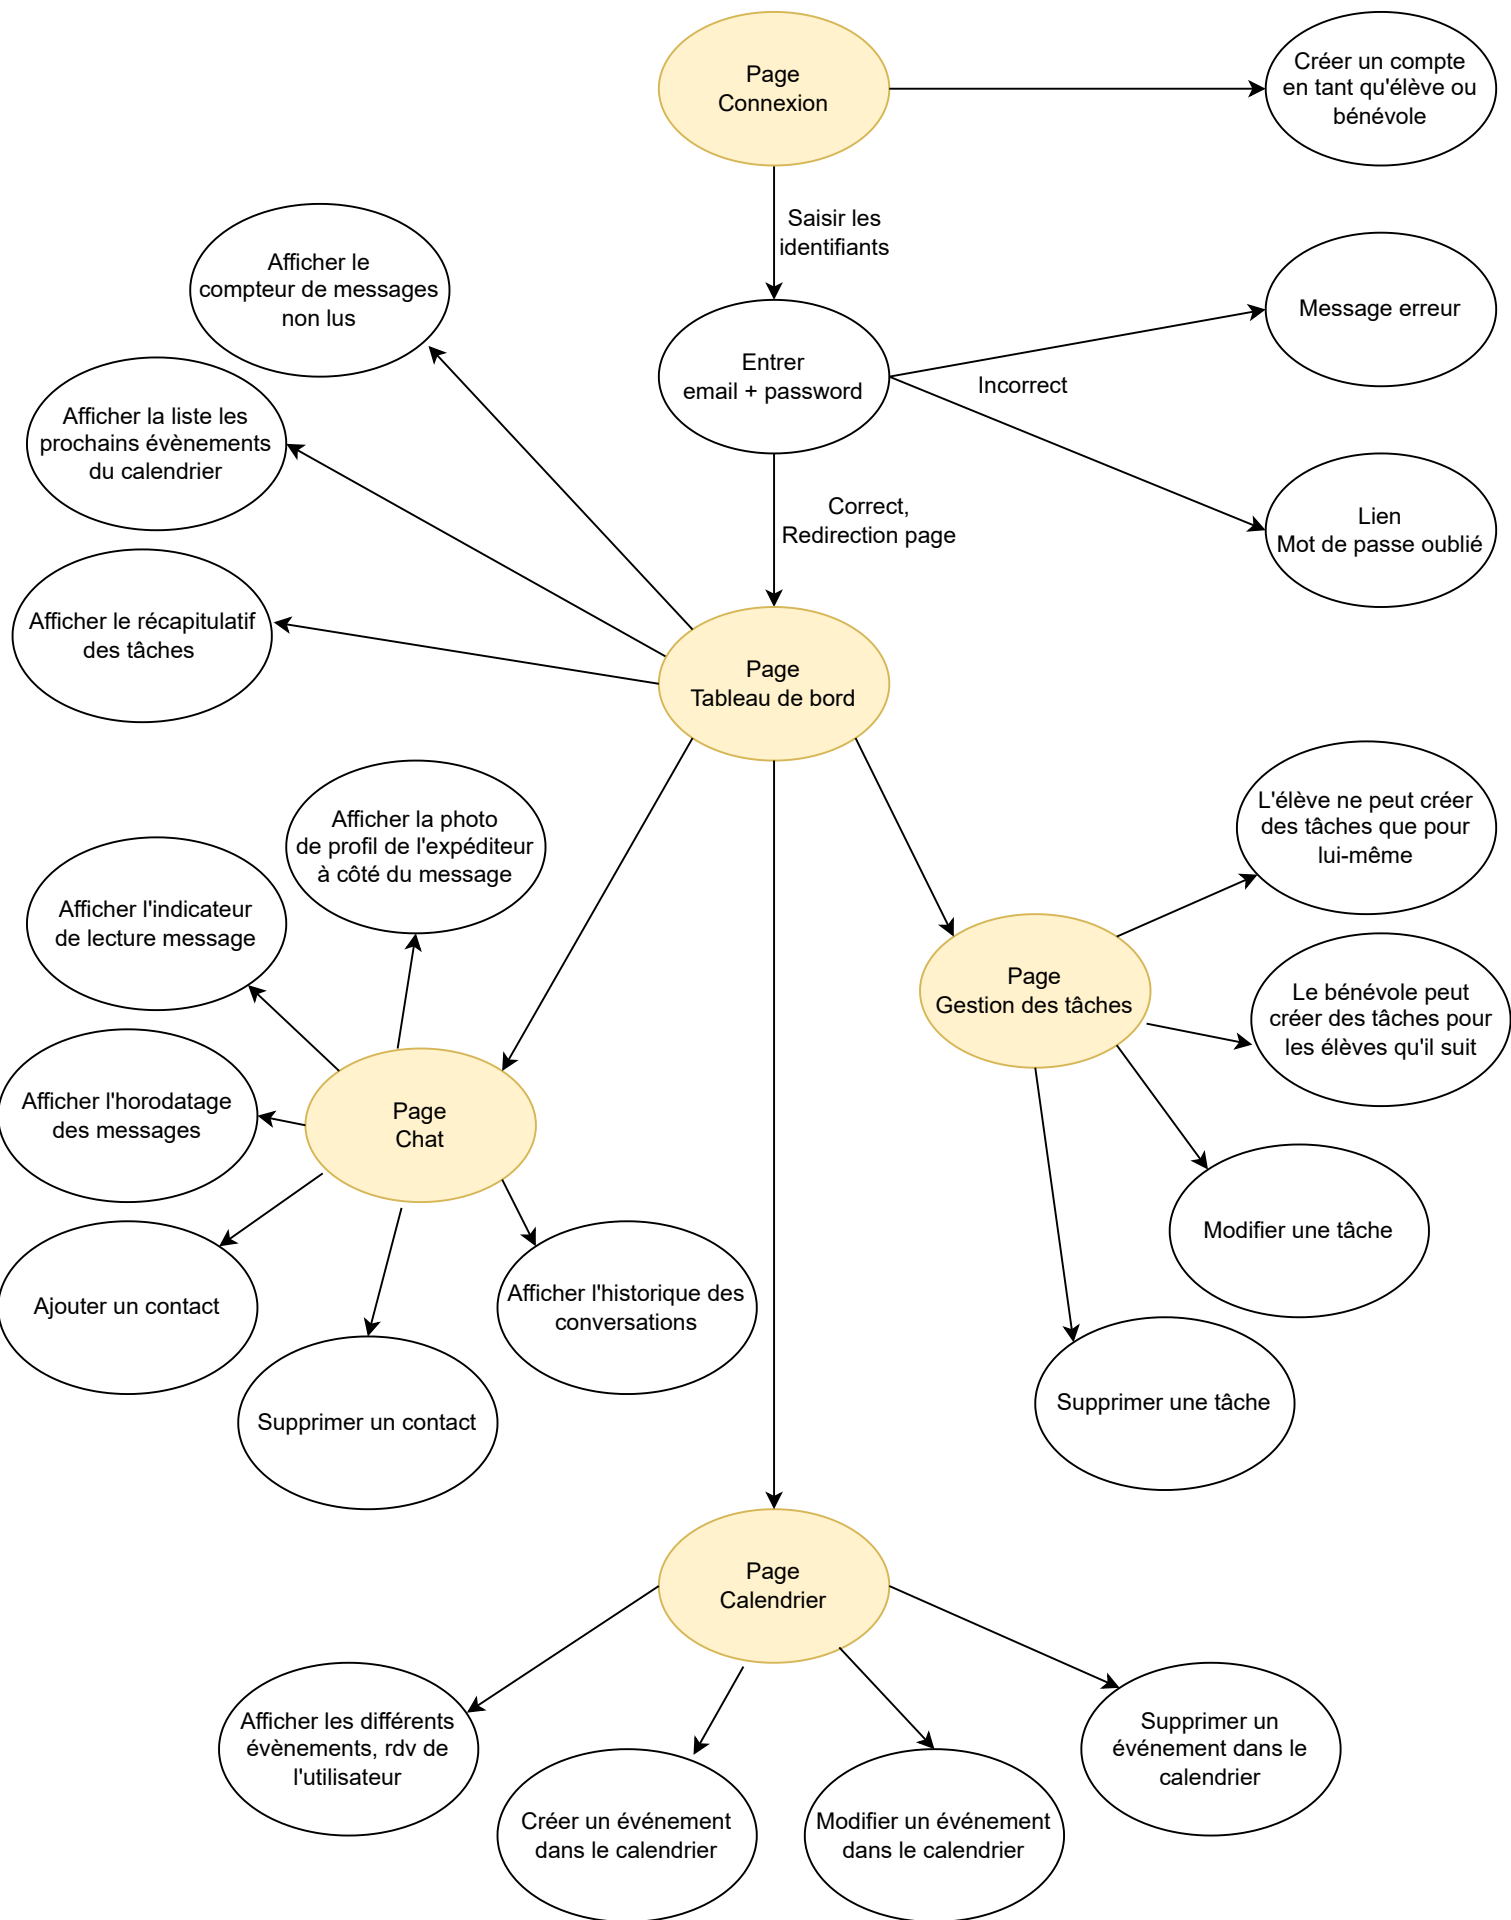 Page
Connexion
Créer un compte
en tant qu'élève ou
bénévole
Saisir les
identifiants
Afficher le
compteur de messages
non lus
Message erreur
Entrer
email + password
Incorrect
Afficher la liste les
prochains évènements
du calendrier
Correct,
Redirection page
Lien
Mot de passe oublié
Afficher le récapitulatif
des tâches
Page
Tableau de bord
Afficher la photo
de profil de l'expéditeur
à côté du message
L'élève ne peut créer
des tâches que pour
lui-même
Afficher l'indicateur
de lecture message
Page
Gestion des tâches
Le bénévole peut
créer des tâches pour
les élèves qu'il suit
Afficher l'horodatage
des messages
Page
Chat
Modifier une tâche
Ajouter un contact
Afficher l'historique des
conversations
Supprimer un contact
Supprimer une tâche
Page
Calendrier
Afficher les différents
évènements, rdv de
l'utilisateur
Supprimer un
événement dans le
calendrier
Créer un événement
dans le calendrier
Modifier un événement
dans le calendrier